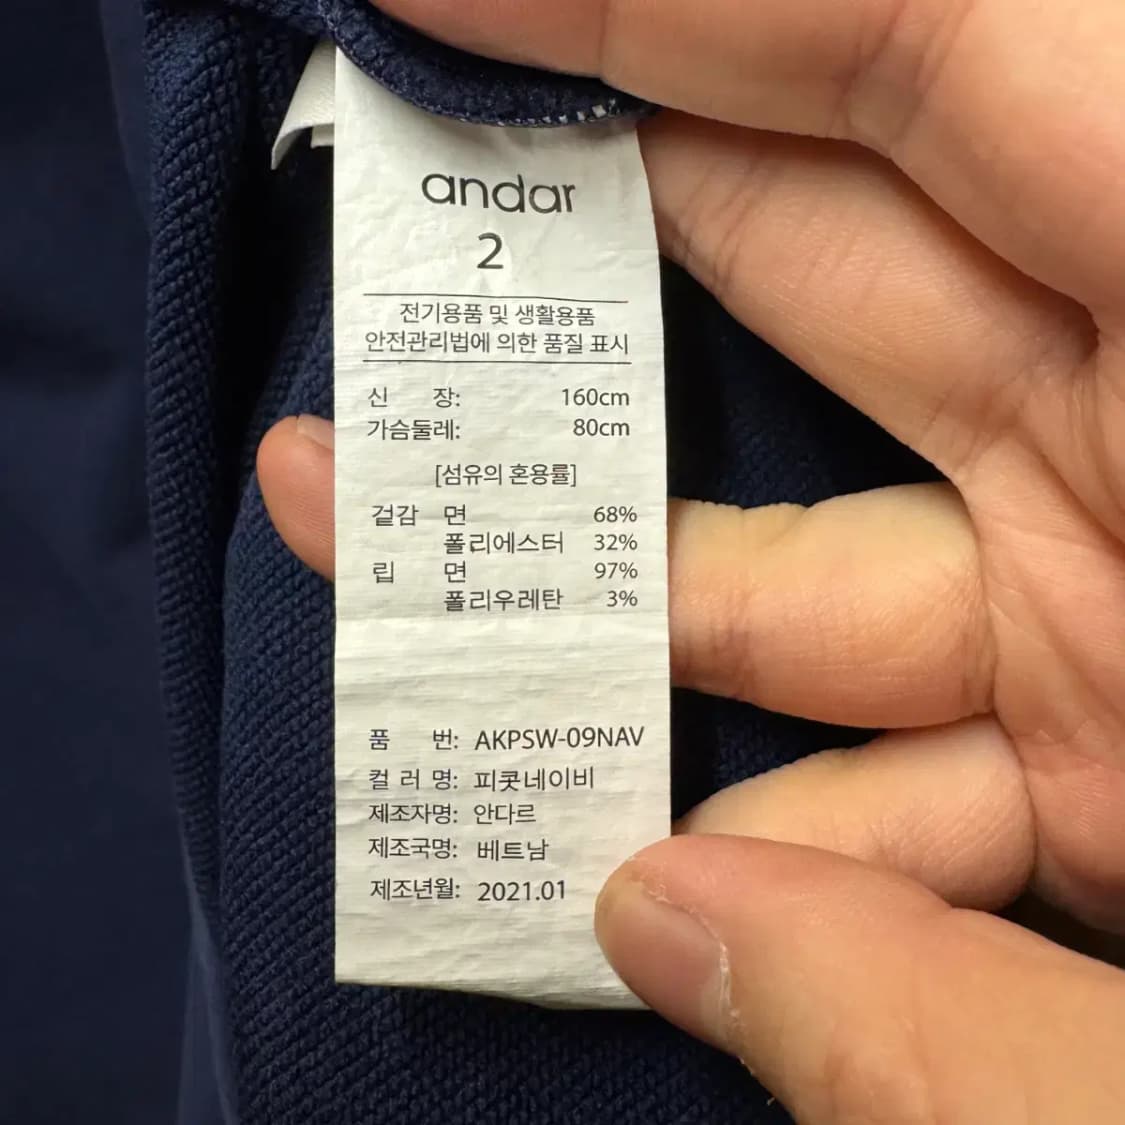 andar
2
전기용품 및 생활용품
안전관리법에 의한 품질 표시
신 장: 160cm
가슴둘레: 80cm
[섬유의 혼용률]
겉감 면 68%
폴리에스터 32%
립 면 97%
폴리우레탄 3%
품 번: AKPSW-09NAV
컬 러 명: 피콧네이비
제조자명: 안다르
제조국명: 베트남
제조년월: 2021.01